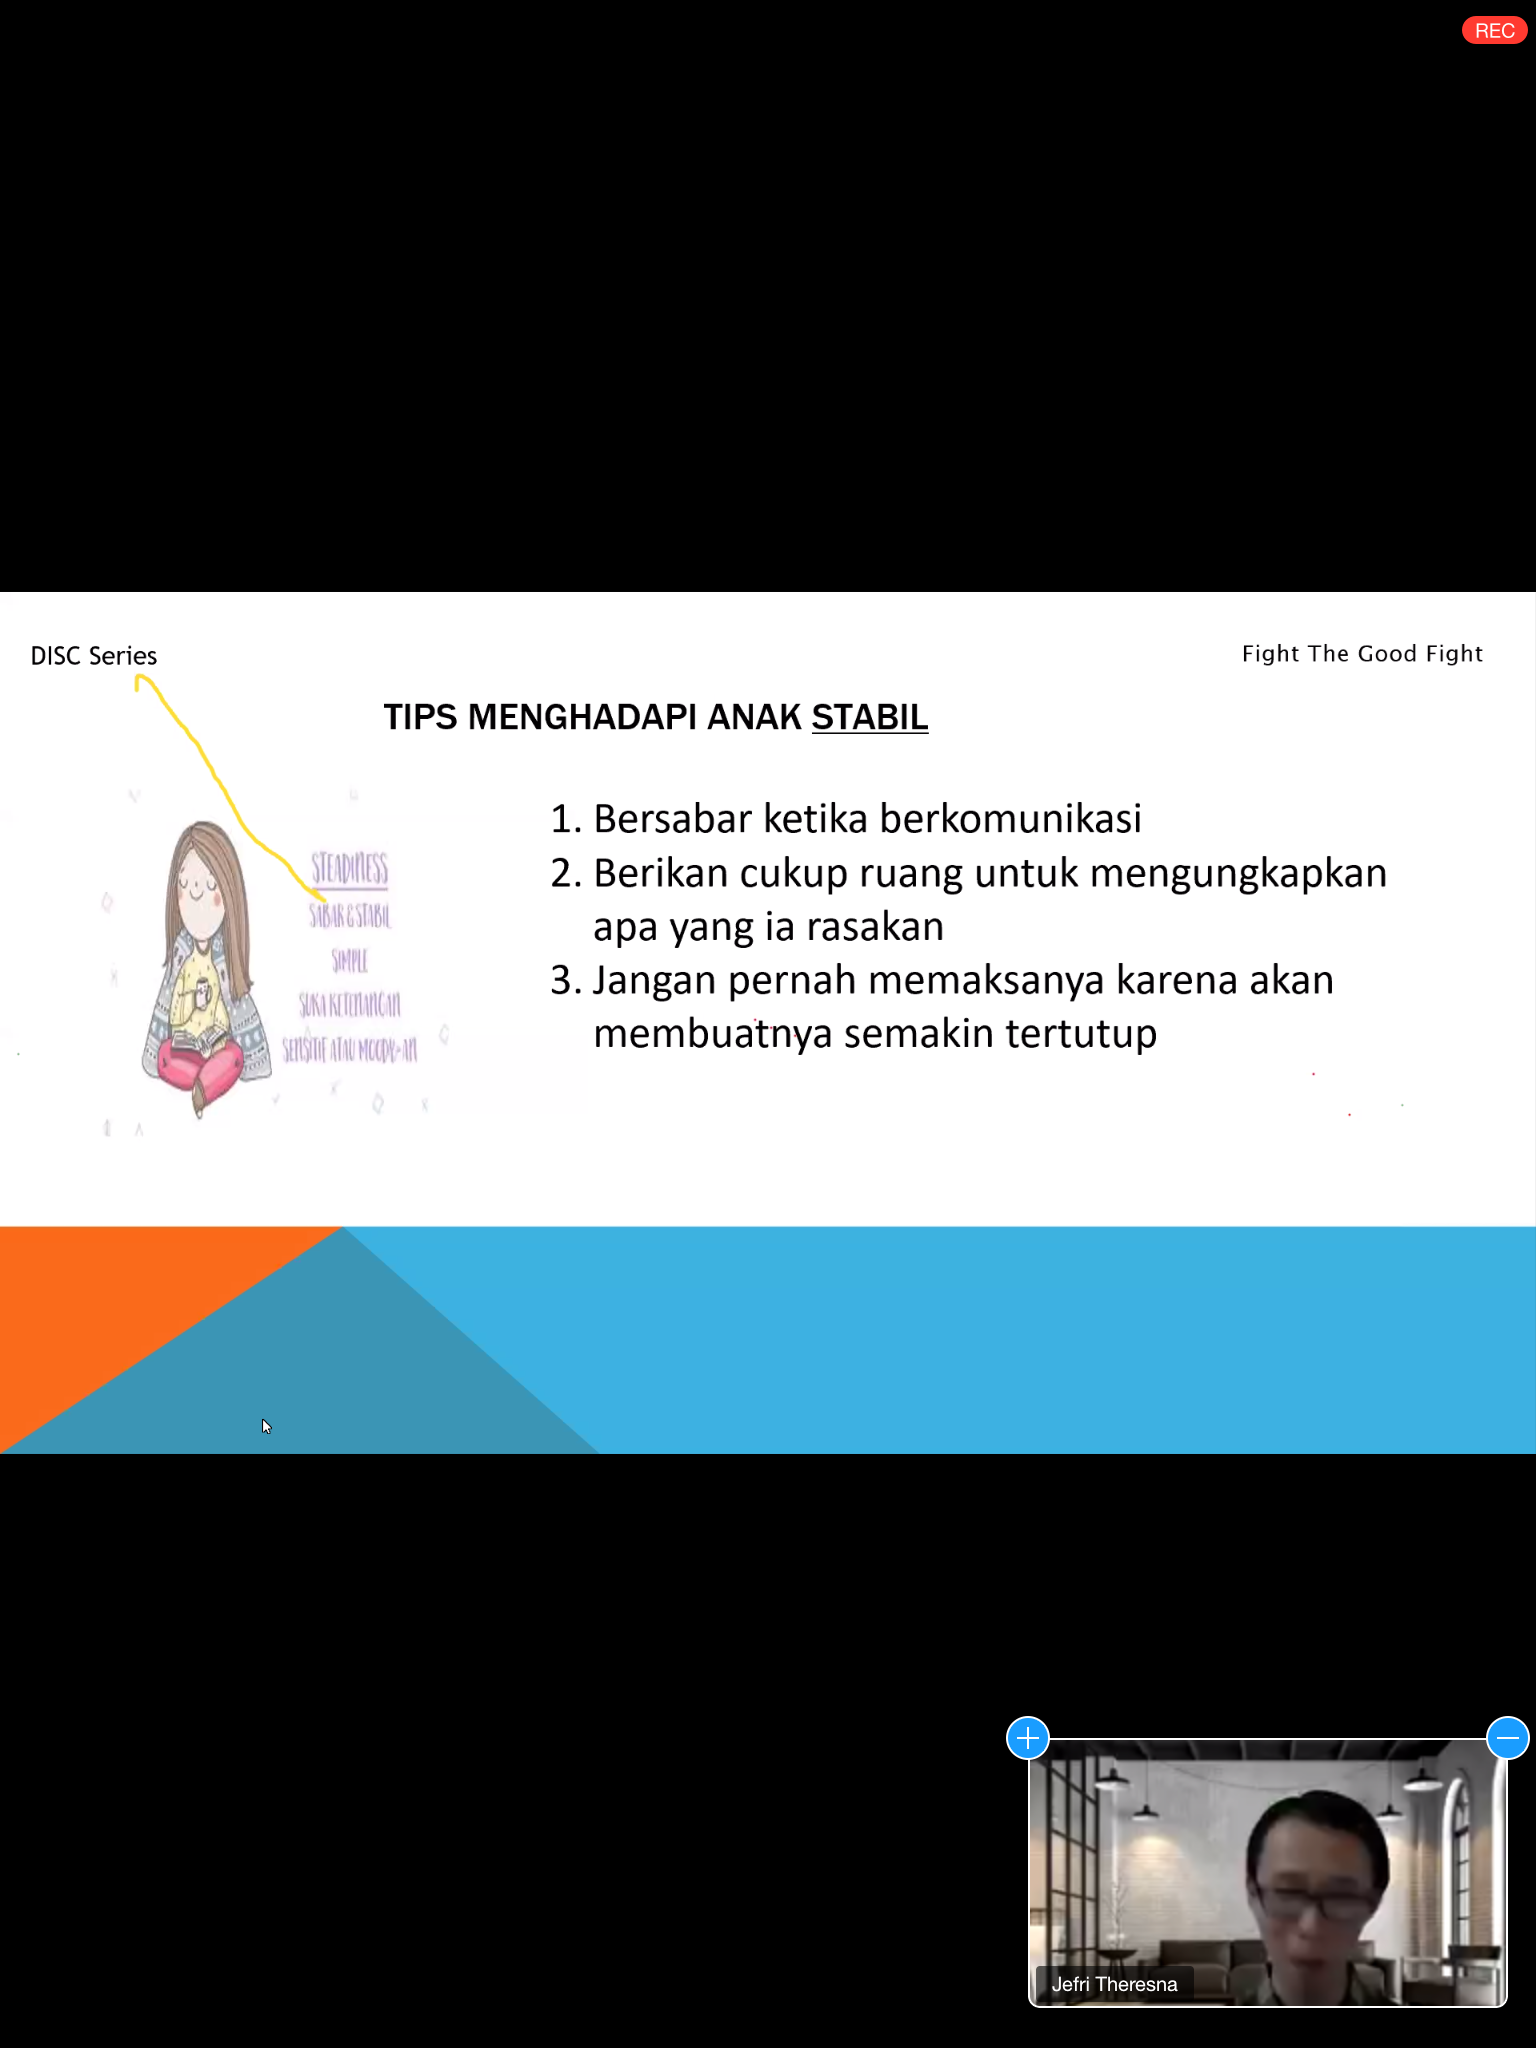 REC
DISC Series
Fight The Good Fight
TIPS MENGHADAPI ANAK STABIL
1. Bersabar ketika berkomunikasi
2. Berikan cukup ruang untuk mengungkapkan
apa yang ia rasakan
3. Jangan pernah memaksanya karena akan
membuatnya semakin tertutup
STEADINESS
SABAR & STABIL
SIMPLE
SUKA KETENANGAN
SENSITIF ATAU MOODY-AN
Jefri Theresna